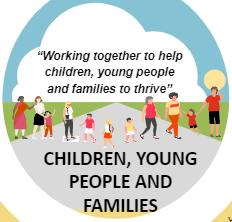 “Working together to help
children, young people
and families to thrive”
CHILDREN, YOUNG
PEOPLE AND
FAMILIES